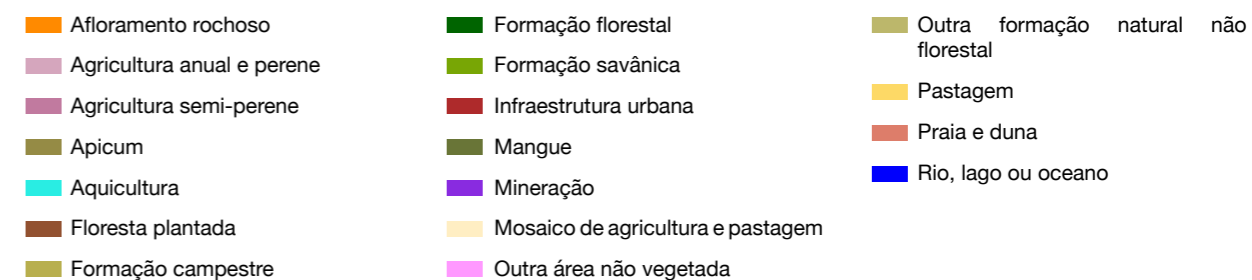 Afloramento rochoso
Agricultura anual e perene
Agricultura semi-perene
Apicum
Aquicultura
Floresta plantada
Formação campestre
Formação florestal
Formação savânica
Infraestrutura urbana
Mangue
Mineração
Mosaico de agricultura e pastagem
Outra área não vegetada
Outra formação natural não
florestal
Pastagem
Praia e duna
Rio, lago ou oceano